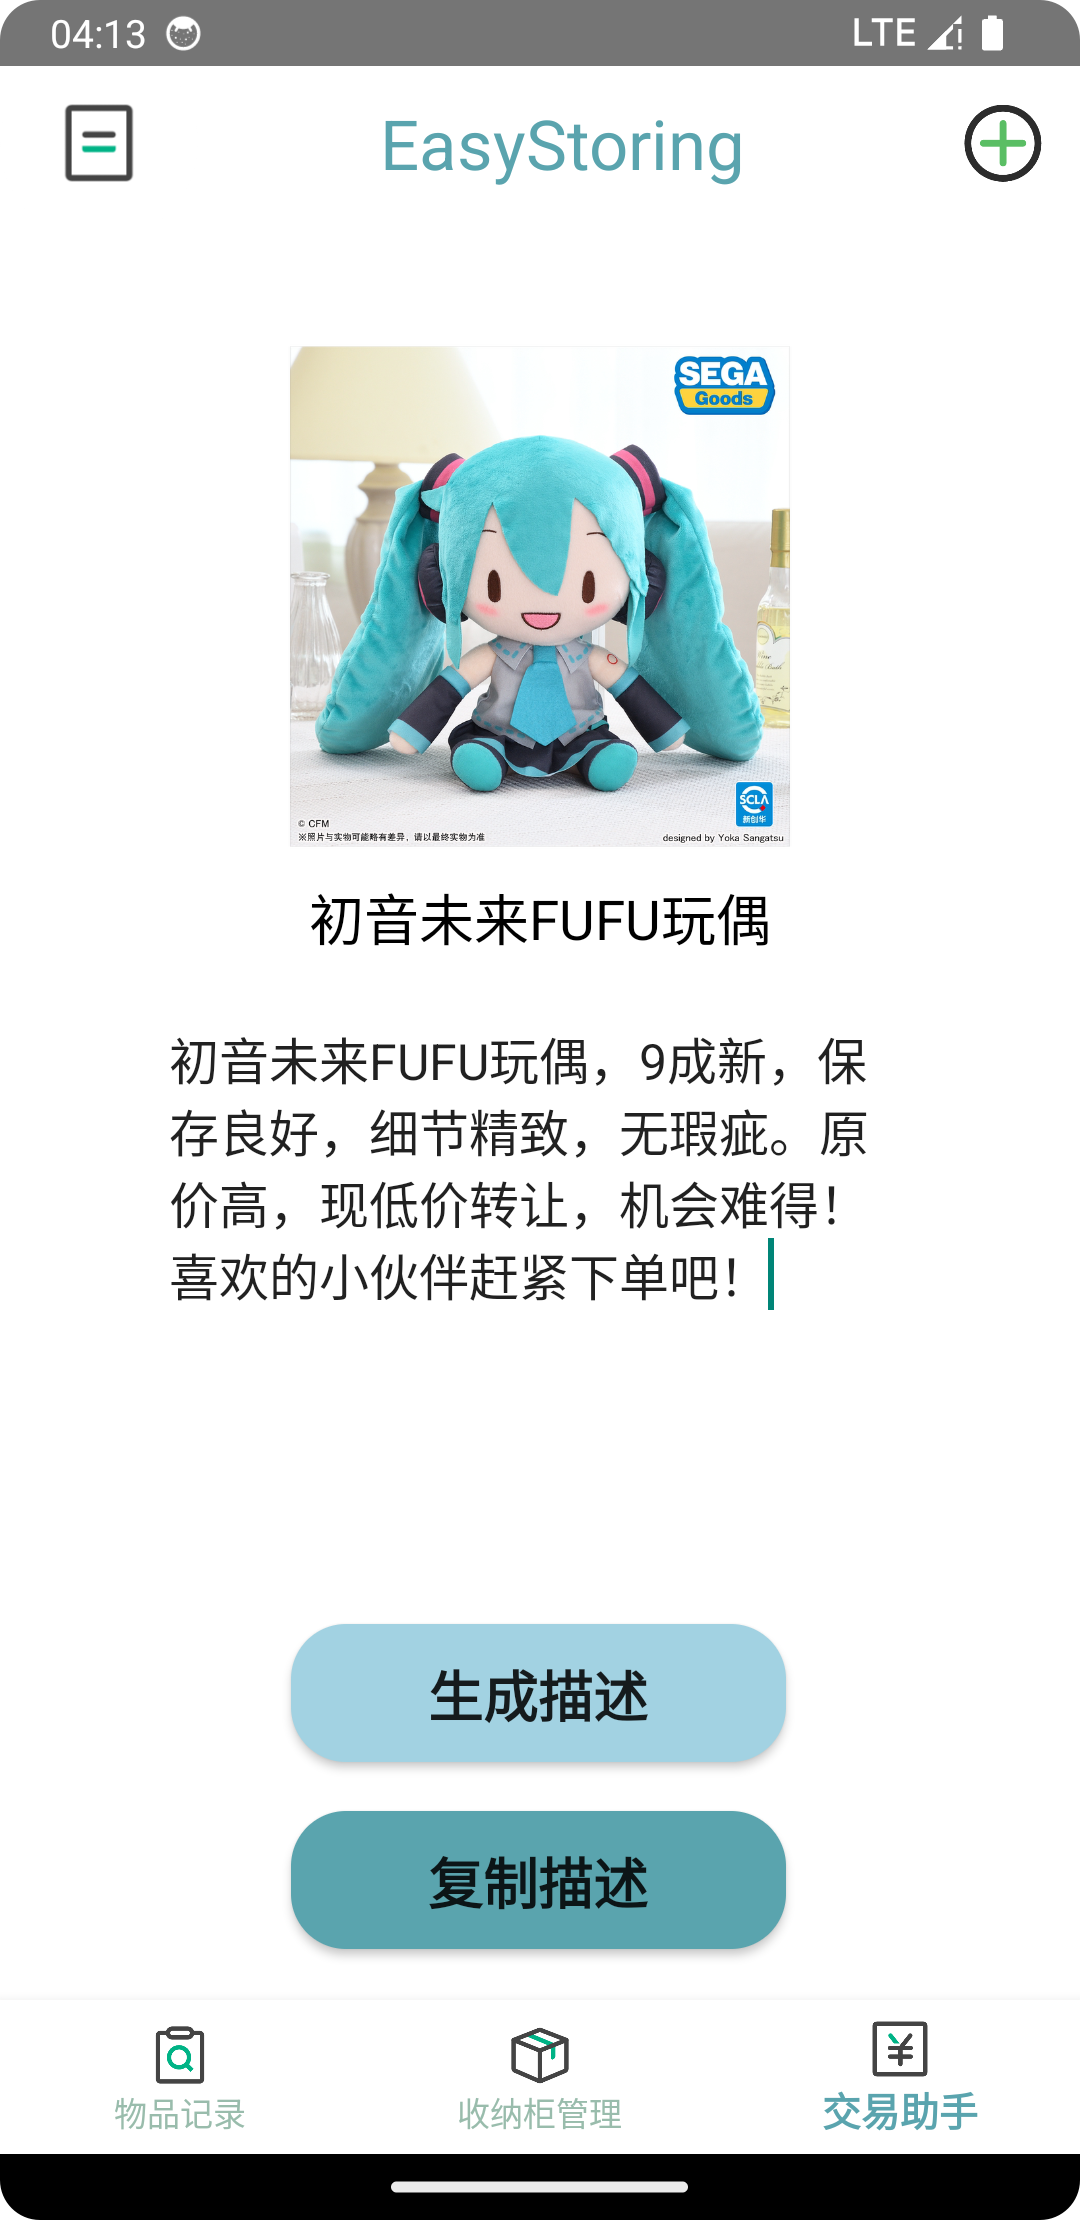 04:13
LTE
EasyStoring
SEGA
Goods
SCLA
新创华
© CFM
※照片与实物可能略有差异，请以最终实物为准
designed by Yoka Sangatsu
初音未来FUFU玩偶
初音未来FUFU玩偶，9成新，保
存良好，细节精致，无瑕疵。原
价高，现低价转让，机会难得！
喜欢的小伙伴赶紧下单吧！
生成描述
复制描述
物品记录
收纳柜管理
交易助手